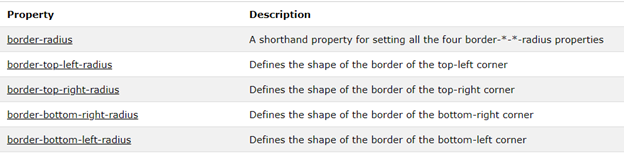 Property Description
border-radius A shorthand property for setting all the four border-*-*-radius properties
border-top-left-radius Defines the shape of the border of the top-left corner
border-top-right-radius Defines the shape of the border of the top-right corner
border-bottom-right-radius Defines the shape of the border of the bottom-right corner
border-bottom-left-radius Defines the shape of the border of the bottom-left corner